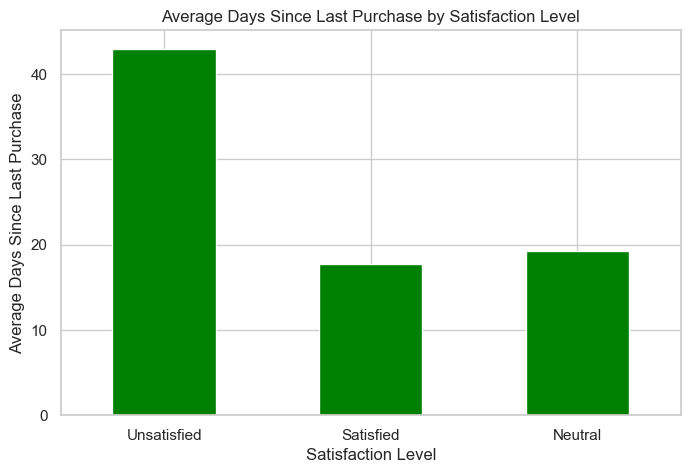 Average Days Since Last Purchase by Satisfaction Level
Average Days Since Last Purchase
40
30
20
10
0
Unsatisfied Satisfied Neutral
Satisfaction Level